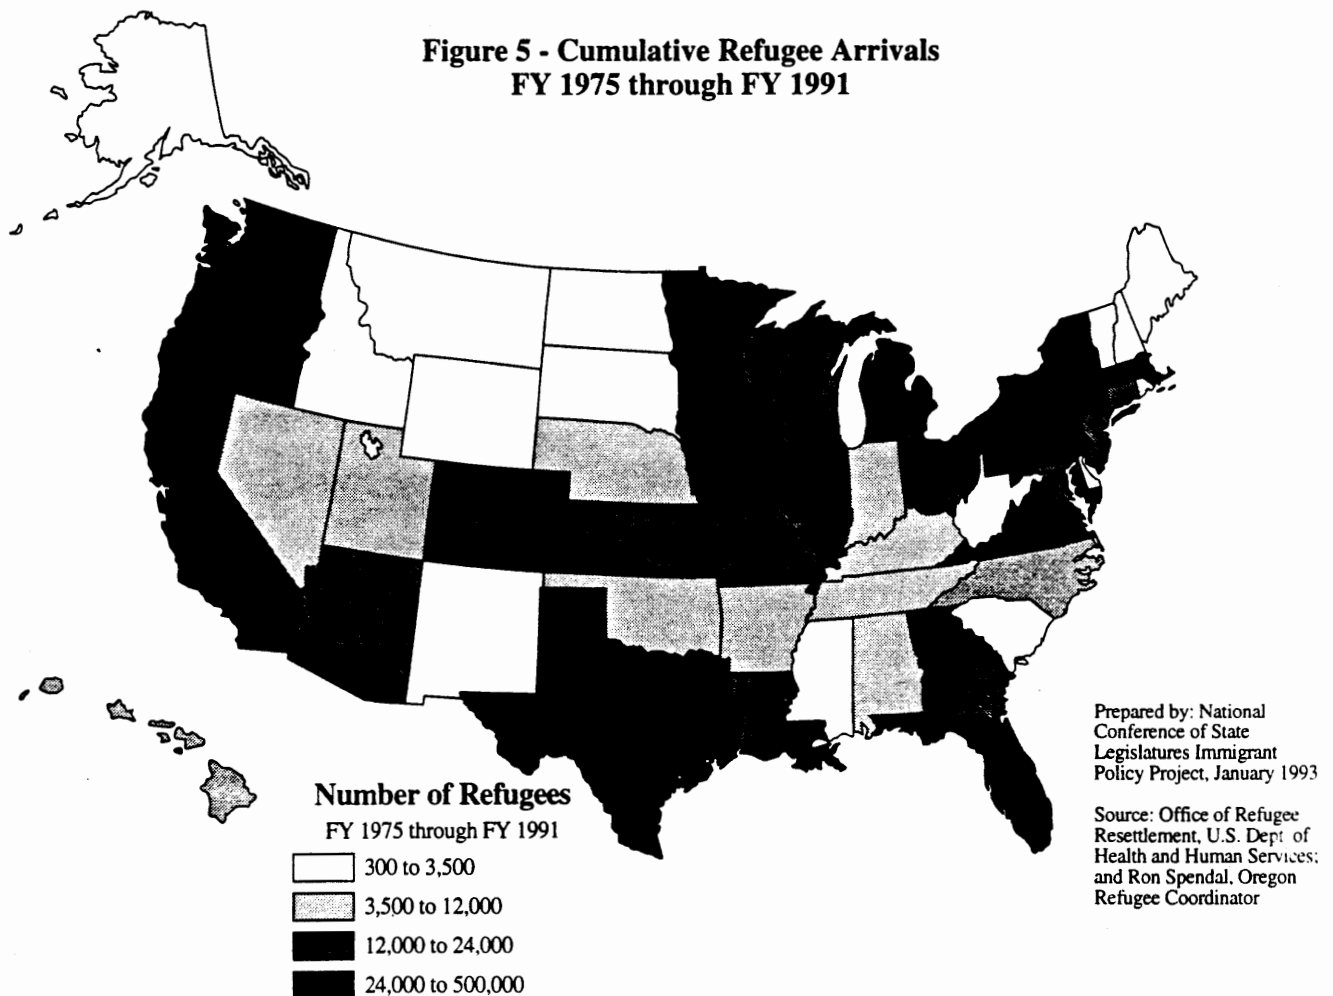 Figure 5 - Cumulative Refugee Arrivals
FY 1975 through FY 1991
Prepared by: National
Conference of State
Legislatures Immigrant
Policy Project, January 1993
Source: Office of Refugee
Resettlement, U.S. Dept of
Health and Human Services;
and Ron Spendal, Oregon
Refugee Coordinator
Number of Refugees
FY 1975 through FY 1991
300 to 3,500
3,500 to 12,000
12,000 to 24,000
24,000 to 500,000